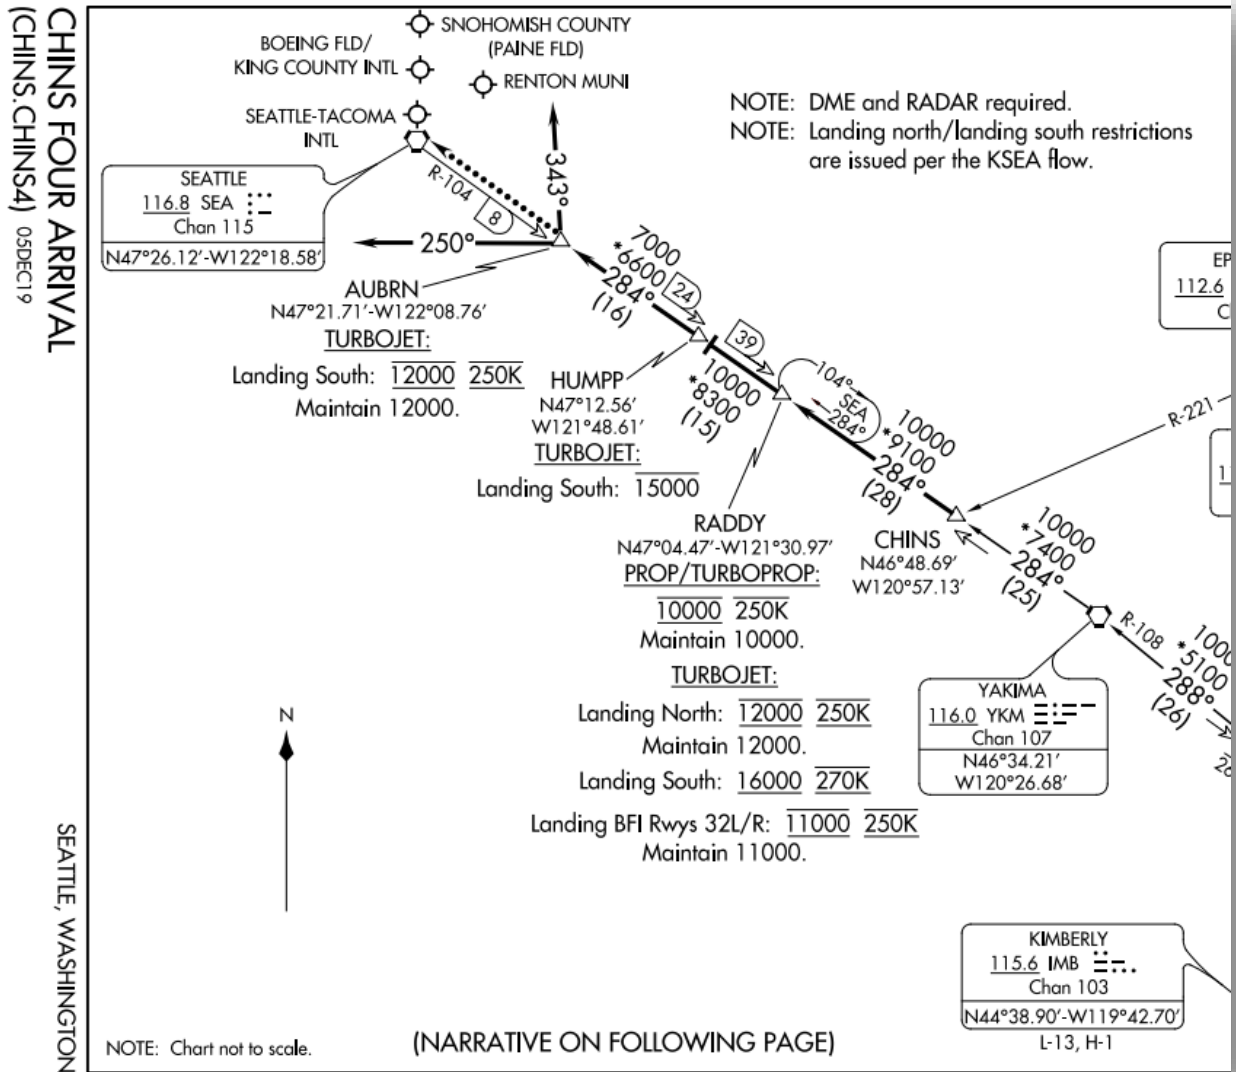 CHINS FOUR ARRIVAL
(CHINS.CHINS4) 05DEC19
SEATTLE, WASHINGTON
SNOHOMISH COUNTY
(PAINE FLD)
BOEING FLD/
KING COUNTY INTL
RENTON MUNI
SEATTLE-TACOMA
INTL
NOTE: DME and RADAR required.
NOTE: Landing north/landing south restrictions
are issued per the KSEA flow.
SEATTLE
116.8 SEA
Chan 115
N47°26.12'-W122°18.58'
R-104
8
343°
250°
AUBRN
N47°21.71'-W122°08.76'
TURBOJET:
Landing South: 12000 250K
Maintain 12000.
7000
*6600
284°
(16)
24
HUMPP
N47°12.56'
W121°48.61'
TURBOJET:
Landing South: 15000
39
10000
*8300
(15)
104°
SEA
284°
RADDY
N47°04.47'-W121°30.97'
PROP/TURBOPROP:
10000 250K
Maintain 10000.
TURBOJET:
Landing North: 12000 250K
Maintain 12000.
Landing South: 16000 270K
Landing BFI Rwys 32L/R: 11000 250K
Maintain 11000.
10000
*9100
284°
(28)
CHINS
N46°48.69'
W120°57.13'
R-221
EP
112.6
C
11
10000
*7400
284°
(25)
R-108
1000
*5100
288°
(26)
26
YAKIMA
116.0 YKM
Chan 107
N46°34.21'
W120°26.68'
N
KIMBERLY
115.6 IMB
Chan 103
N44°38.90'-W119°42.70'
L-13, H-1
NOTE: Chart not to scale.
(NARRATIVE ON FOLLOWING PAGE)